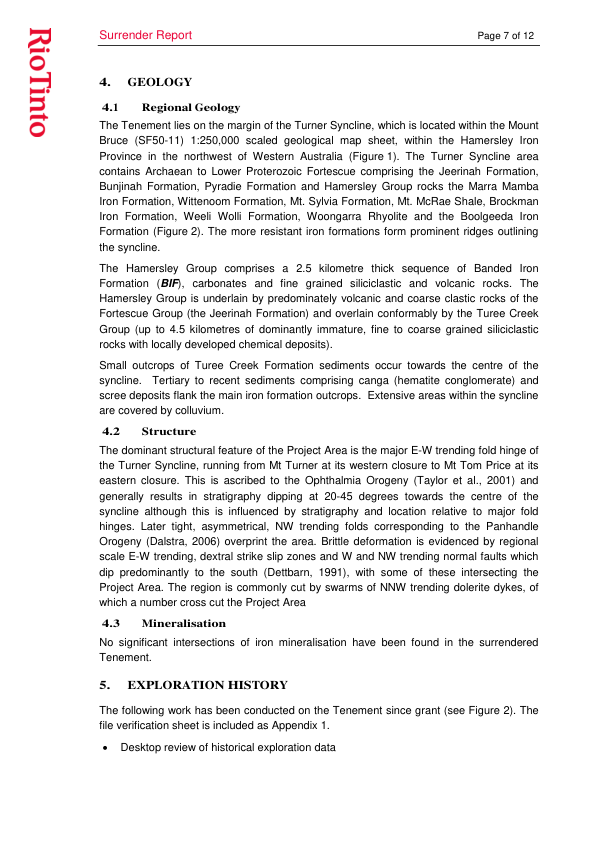 RioTinto
Surrender Report
Page 7 of 12
4. GEOLOGY
4.1 Regional Geology
The Tenement lies on the margin of the Turner Syncline, which is located within the Mount
Bruce (SF50-11) 1:250,000 scaled geological map sheet, within the Hamersley Iron
Province in the northwest of Western Australia (Figure 1). The Turner Syncline area
contains Archaean to Lower Proterozoic Fortescue comprising the Jeerinah Formation,
Bunjinah Formation, Pyradie Formation and Hamersley Group rocks the Marra Mamba
Iron Formation, Wittenoom Formation, Mt. Sylvia Formation, Mt. McRae Shale, Brockman
Iron Formation, Weeli Wolli Formation, Woongarra Rhyolite and the Boolgeeda Iron
Formation (Figure 2). The more resistant iron formations form prominent ridges outlining
the syncline.
The Hamersley Group comprises a 2.5 kilometre thick sequence of Banded Iron
Formation (BIF), carbonates and fine grained siliciclastic and volcanic rocks. The
Hamersley Group is underlain by predominately volcanic and coarse clastic rocks of the
Fortescue Group (the Jeerinah Formation) and overlain conformably by the Turee Creek
Group (up to 4.5 kilometres of dominantly immature, fine to coarse grained siliciclastic
rocks with locally developed chemical deposits).
Small outcrops of Turee Creek Formation sediments occur towards the centre of the
syncline. Tertiary to recent sediments comprising canga (hematite conglomerate) and
scree deposits flank the main iron formation outcrops. Extensive areas within the syncline
are covered by colluvium.
4.2 Structure
The dominant structural feature of the Project Area is the major E-W trending fold hinge of
the Turner Syncline, running from Mt Turner at its western closure to Mt Tom Price at its
eastern closure. This is ascribed to the Ophthalmia Orogeny (Taylor et al., 2001) and
generally results in stratigraphy dipping at 20-45 degrees towards the centre of the
syncline although this is influenced by stratigraphy and location relative to major fold
hinges. Later tight, asymmetrical, NW trending folds corresponding to the Panhandle
Orogeny (Dalstra, 2006) overprint the area. Brittle deformation is evidenced by regional
scale E-W trending, dextral strike slip zones and W and NW trending normal faults which
dip predominantly to the south (Dettbarn, 1991), with some of these intersecting the
Project Area. The region is commonly cut by swarms of NNW trending dolerite dykes, of
which a number cross cut the Project Area
4.3 Mineralisation
No significant intersections of iron mineralisation have been found in the surrendered
Tenement.
5. EXPLORATION HISTORY
The following work has been conducted on the Tenement since grant (see Figure 2). The
file verification sheet is included as Appendix 1.
• Desktop review of historical exploration data